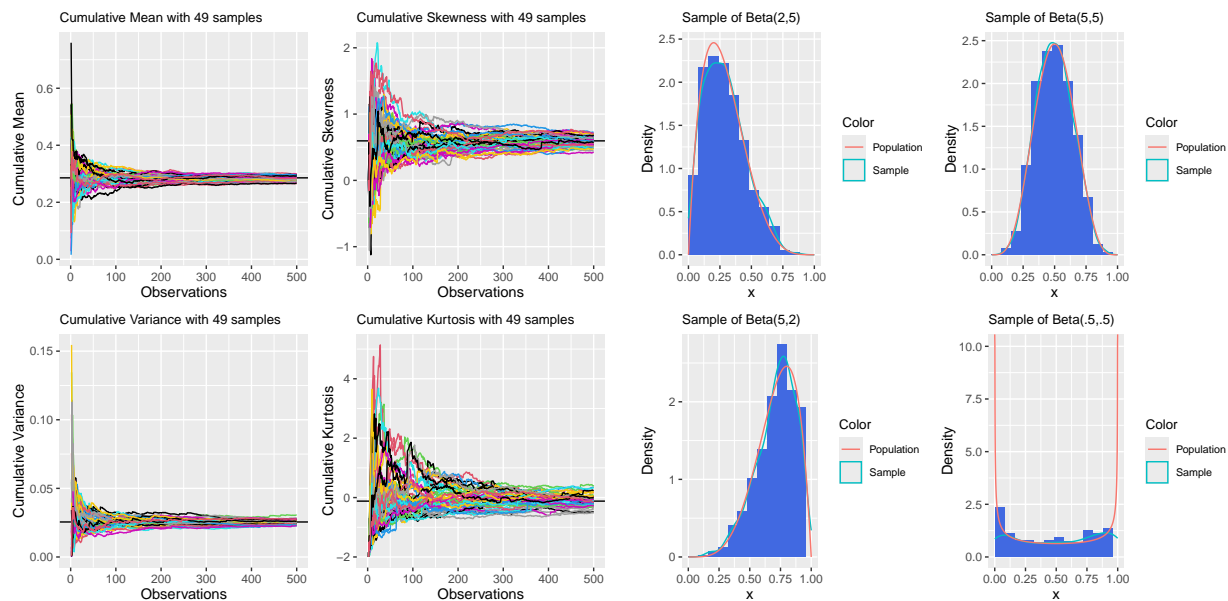 Cumulative Mean with 49 samples
Cumulative Mean
0.6
0.4
0.2
0.0
0 100 200 300 400 500
Observations
Cumulative Skewness with 49 samples
Cumulative Skewness
2
1
0
−1
0 100 200 300 400 500
Observations
Sample of Beta(2,5)
Density
2.5
2.0
1.5
1.0
0.5
0.0
0.00 0.25 0.50 0.75 1.00
x
Color
Population
Sample
Sample of Beta(5,5)
Density
2.5
2.0
1.5
1.0
0.5
0.0
0.00 0.25 0.50 0.75 1.00
x
Color
Population
Sample
Cumulative Variance with 49 samples
Cumulative Variance
0.15
0.10
0.05
0.00
0 100 200 300 400 500
Observations
Cumulative Kurtosis with 49 samples
Cumulative Kurtosis
4
2
0
−2
0 100 200 300 400 500
Observations
Sample of Beta(5,2)
Density
2
1
0
0.00 0.25 0.50 0.75 1.00
x
Color
Population
Sample
Sample of Beta(.5,.5)
Density
10.0
7.5
5.0
2.5
0.0
0.00 0.25 0.50 0.75 1.00
x
Color
Population
Sample